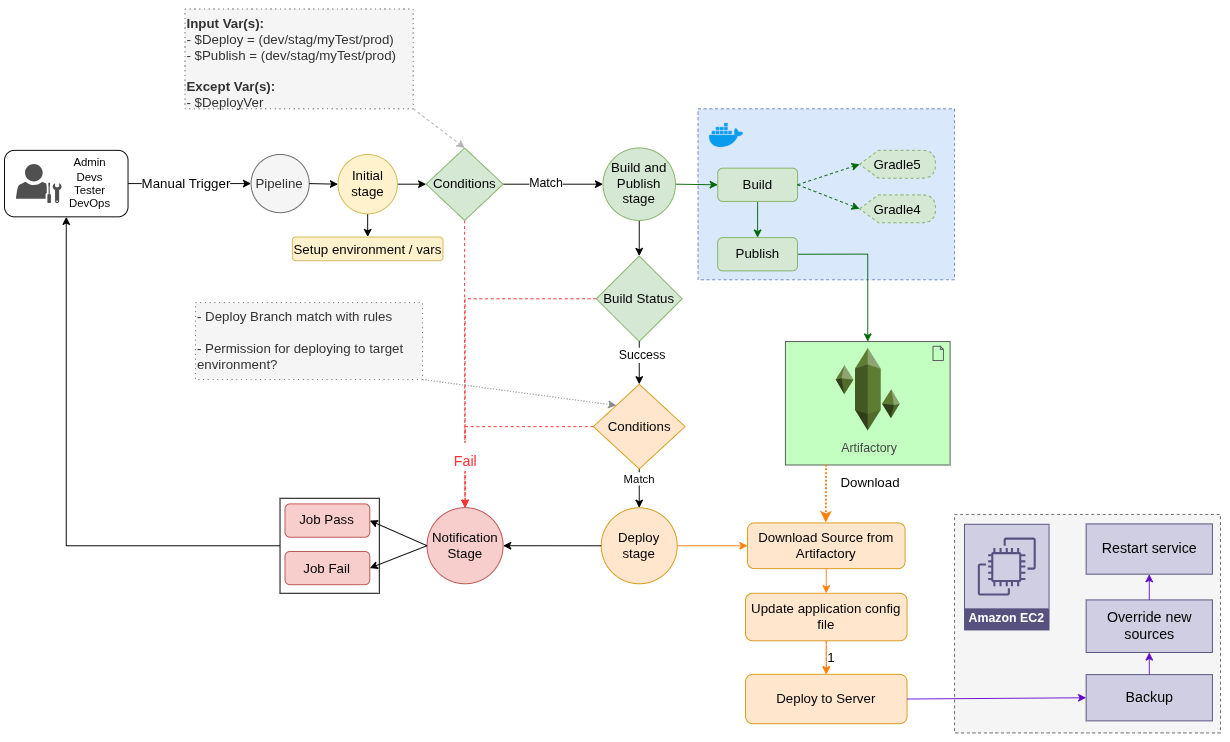 Input Var(s):
- $Deploy = (dev/stag/myTest/prod)
- $Publish = (dev/stag/myTest/prod)
Except Var(s):
- $DeployVer
Admin
Devs
Tester
DevOps
Manual Trigger
Pipeline
Initial
stage
Conditions
Match
Build and
Publish
stage
Build
Gradle5
Gradle4
Publish
Setup environment / vars
Build Status
- Deploy Branch match with rules
- Permission for deploying to target
environment?
Success
Conditions
Artifactory
Fail
Match
Download
Job Pass
Job Fail
Notification
Stage
Deploy
stage
Download Source from
Artifactory
Update application config
file
1
Deploy to Server
Amazon EC2
Restart service
Override new
sources
Backup